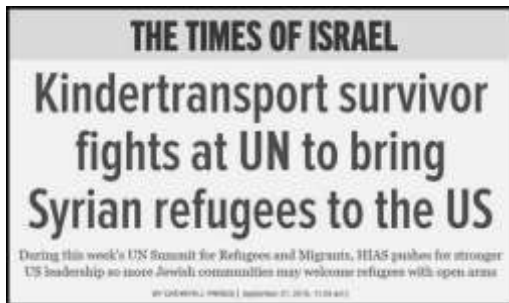 THE TIMES OF ISRAEL
Kindertransport survivor
fights at UN to bring
Syrian refugees to the US
During this week's UN Summit for Refugees and Migrants, HIAS pushes for stronger
US leadership so more Jewish communities may welcome refugees with open arms
BY